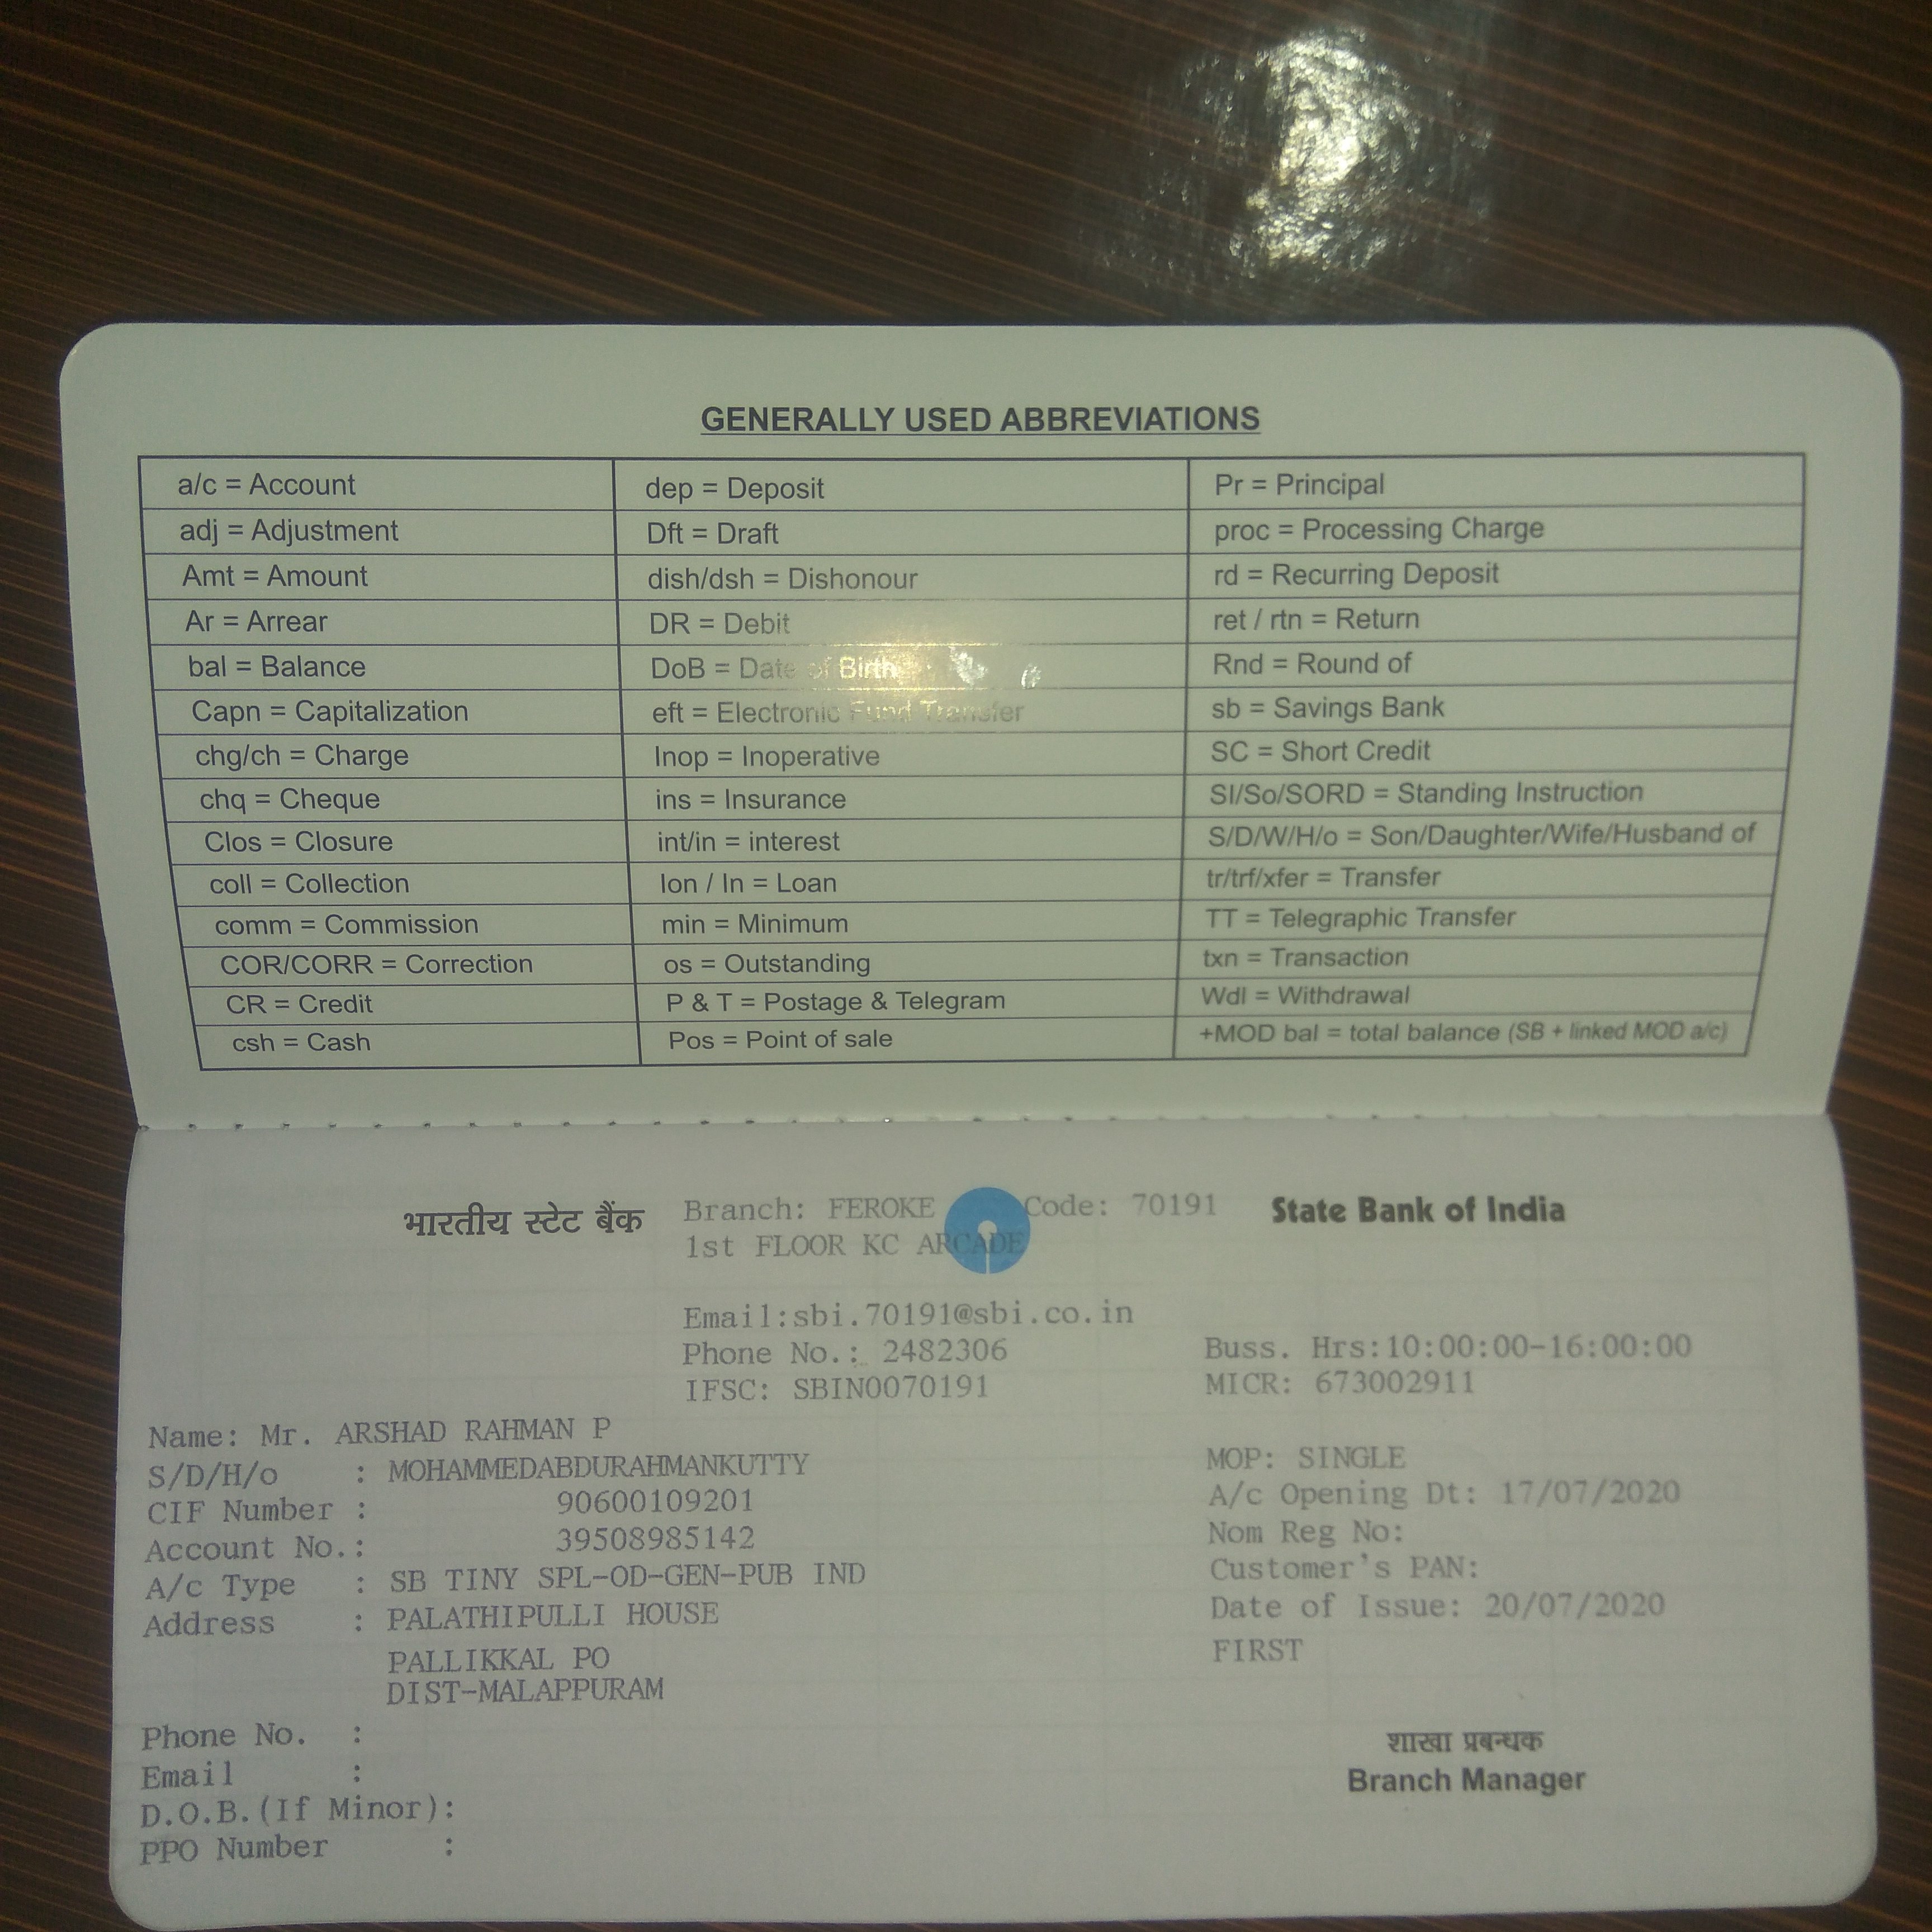 GENERALLY USED ABBREVIATIONS
a/c = Account	dep = Deposit	Pr = Principal
adj = Adjustment	Dft = Draft	proc = Processing Charge
Amt = Amount	dish/dsh = Dishonour	rd = Recurring Deposit
Ar = Arrear	DR = Debit	ret / rtn = Return
bal = Balance	DoB = Date of Birth	Rnd = Round of
Capn = Capitalization	eft = Electronic Fund Transfer	sb = Savings Bank
chg/ch = Charge	Inop = Inoperative	SC = Short Credit
chq = Cheque	ins = Insurance	SI/So/SORD = Standing Instruction
Clos = Closure	int/in = interest	S/D/W/H/o = Son/Daughter/Wife/Husband of
coll = Collection	lon / ln = Loan	tr/trf/xfer = Transfer
comm = Commission	min = Minimum	TT = Telegraphic Transfer
COR/CORR = Correction	os = Outstanding	txn = Transaction
CR = Credit	P & T = Postage & Telegram	Wdl = Withdrawal
csh = Cash	Pos = Point of sale	+MOD bal = total balance (SB + linked MOD a/c)
भारतीय स्टेट बैंक	Branch: FEROKE	Code: 70191	State Bank of India
1st FLOOR KC ARCADE
Email:sbi.70191@sbi.co.in
Phone No.: 2482306	Buss. Hrs:10:00:00-16:00:00
IFSC: SBIN0070191	MICR: 673002911
Name: Mr. ARSHAD RAHMAN P
S/D/H/o : MOHAMMEDABDURAHMANKUTTY	MOP: SINGLE
CIF Number : 90600109201	A/c Opening Dt: 17/07/2020
Account No.: 39508985142	Nom Reg No:
A/c Type : SB TINY SPL-OD-GEN-PUB IND	Customer's PAN:
Address : PALATHIPULLI HOUSE	Date of Issue: 20/07/2020
PALLIKKAL PO	FIRST
DIST-MALAPPURAM
Phone No. :	शाखा प्रबन्धक
Email :	Branch Manager
D.O.B.(If Minor):
PPO Number :